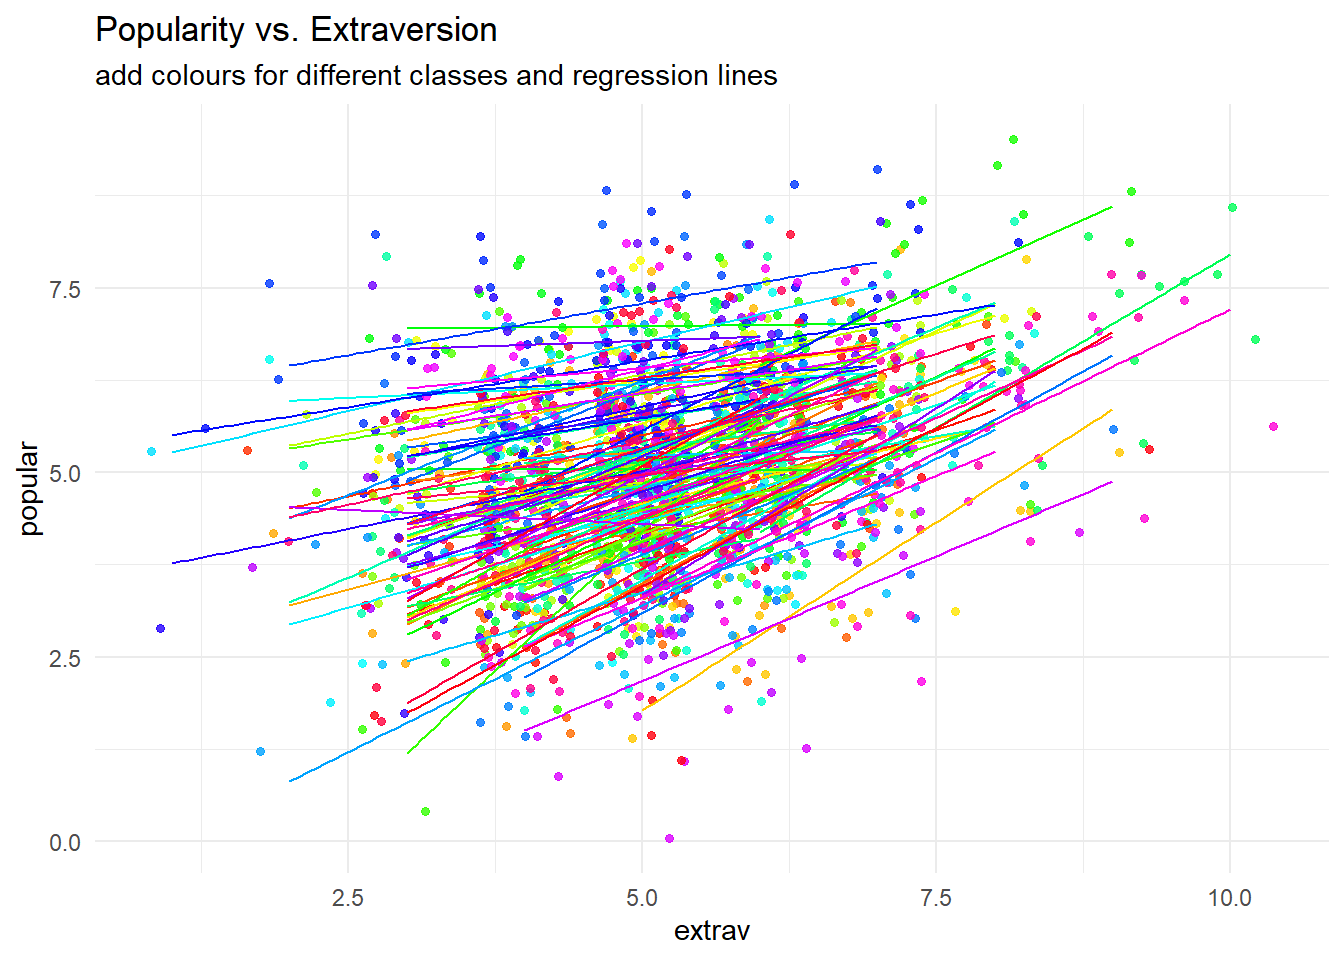 Popularity vs. Extraversion
add colours for different classes and regression lines
popular
7.5
5.0
2.5
0.0
2.5
5.0
7.5
10.0
extrav